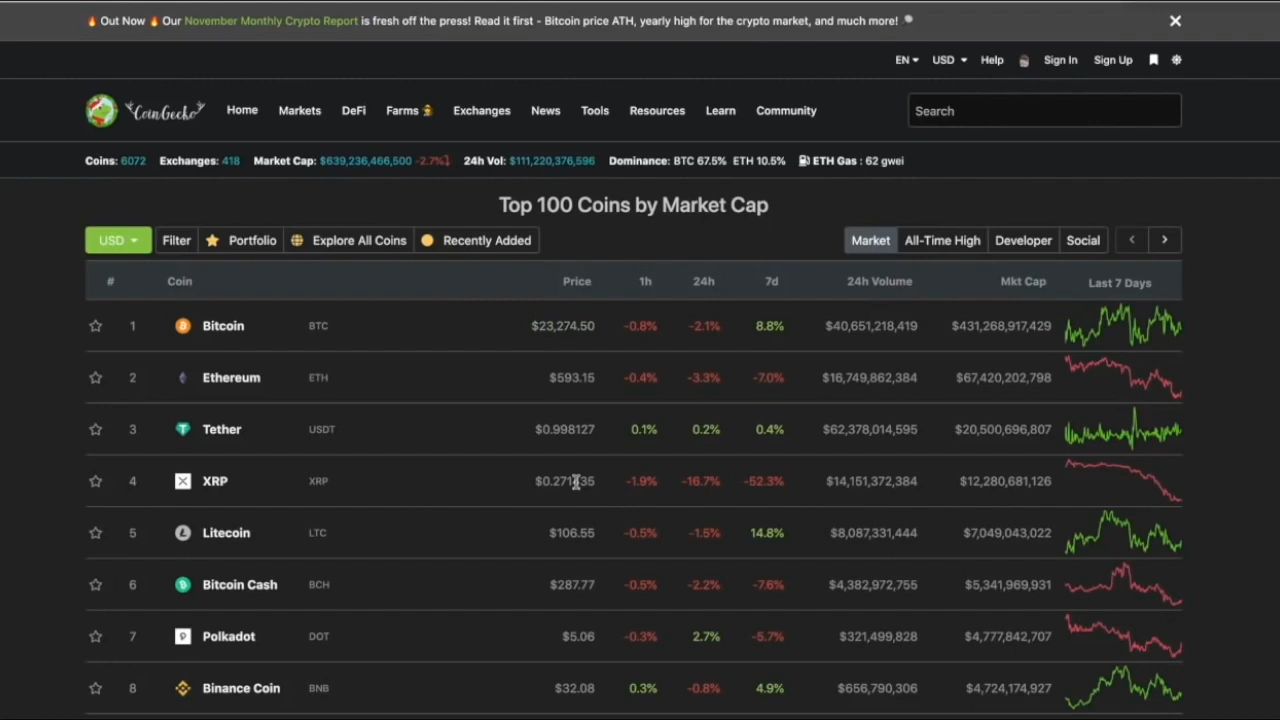 Out Now Our November Monthly Crypto Report is fresh off the press! Read it first - Bitcoin price ATH, yearly high for the crypto market, and much more!
EN USD Help Sign In Sign Up
CoinGecko Home Markets DeFi Farms Exchanges News Tools Resources Learn Community Search
Coins: 6072 Exchanges: 418 Market Cap: $639,236,466,500 -2.7% 24h Vol: $111,220,376,596 Dominance: BTC 67.5% ETH 10.5% ETH Gas : 62 gwei
Top 100 Coins by Market Cap
USD Filter Portfolio Explore All Coins Recently Added Market All-Time High Developer Social
# Coin Price 1h 24h 7d 24h Volume Mkt Cap Last 7 Days
1 Bitcoin BTC $23,274.50 -0.8% -2.1% 8.8% $40,651,218,419 $431,268,917,429
2 Ethereum ETH $593.15 -0.4% -3.3% -7.0% $16,749,862,384 $67,420,202,798
3 Tether USDT $0.998127 0.1% 0.2% 0.4% $62,378,014,595 $20,500,696,807
4 XRP XRP -1.9% -16.7% -52.3% $14,151,372,384 $12,280,681,126
5 Litecoin LTC $106.55 -0.5% -1.5% 14.8% $8,087,331,444 $7,049,043,022
6 Bitcoin Cash BCH $287.77 -0.5% -2.2% -7.6% $4,382,972,755 $5,341,969,931
7 Polkadot DOT $5.06 -0.3% 2.7% -5.7% $321,499,828 $4,777,842,707
8 Binance Coin BNB $32.08 0.3% -0.8% 4.9% $656,790,306 $4,724,174,927